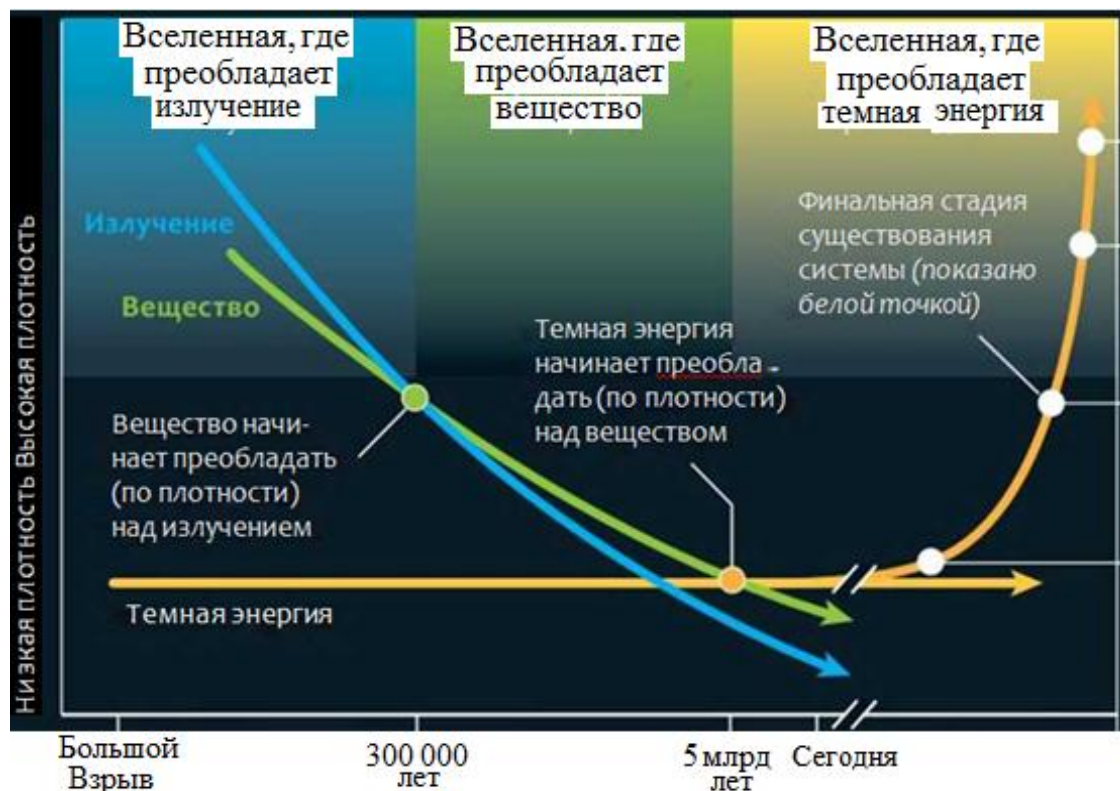 Вселенная, где
преобладает
излучение
Вселенная. где
преобладает
вещество
Вселенная, где
преобладает
темная энергия
Излучение
Вещество
Финальная стадия
существования
системы (показано
белой точкой)
Темная энергия
начинает преобла -
дать (по плотности)
над веществом
Вещество начи-
нает преобладать
(по плотности)
над излучением
Темная энергия
Низкая плотность Высокая плотность
Большой
Взрыв
300 000
лет
5 млрд
лет
Сегодня